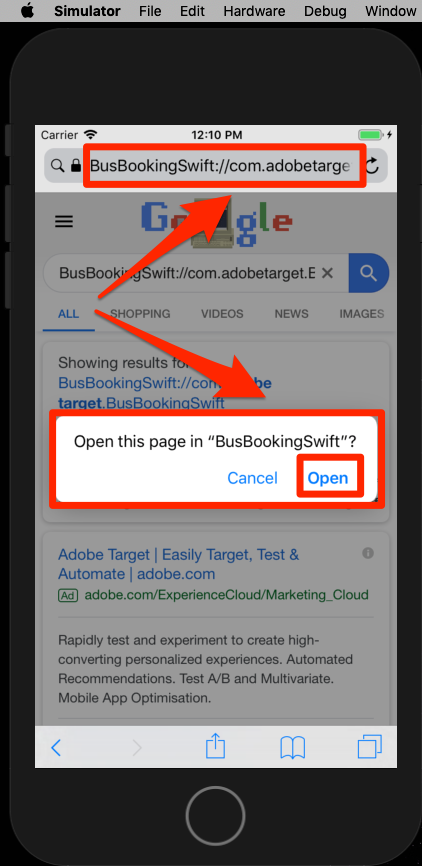 Simulator File Edit Hardware Debug Window
Carrier 12:10 PM
BusBookingSwift://com.adobetarge
Google
BusBookingSwift://com.adobetarget.E
ALL SHOPPING VIDEOS NEWS IMAGES
Showing results fo
BusBookingSwift://com.adobe
target.BusBookingSwift
Open this page in “BusBookingSwift”?
Cancel Open
Adobe Target | Easily Target, Test &
Automate | adobe.com
Ad adobe.com/ExperienceCloud/Marketing_Cloud
Rapidly test and experiment to create high-
converting personalized experiences. Automated
Recommendations. Test A/B and Multivariate.
Mobile App Optimisation.